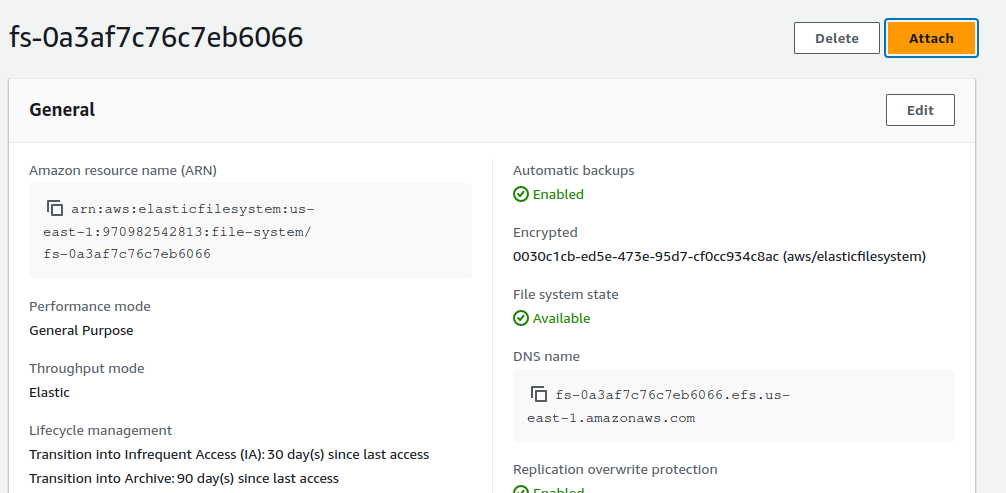 fs-0a3af7c76c7eb6066
Delete
Attach
General
Edit
Amazon resource name (ARN)
arn:aws:elasticfilesystem:us-
east-1:970982542813:file-system/
fs-0a3af7c76c7eb6066
Performance mode
General Purpose
Throughput mode
Elastic
Lifecycle management
Transition into Infrequent Access (IA): 30 day(s) since last access
Transition into Archive: 90 day(s) since last access
Automatic backups
Enabled
Encrypted
0030c1cb-ed5e-473e-95d7-cf0cc934c8ac (aws/elasticfilesystem)
File system state
Available
DNS name
fs-0a3af7c76c7eb6066.efs.us-
east-1.amazonaws.com
Replication overwrite protection
Enabled